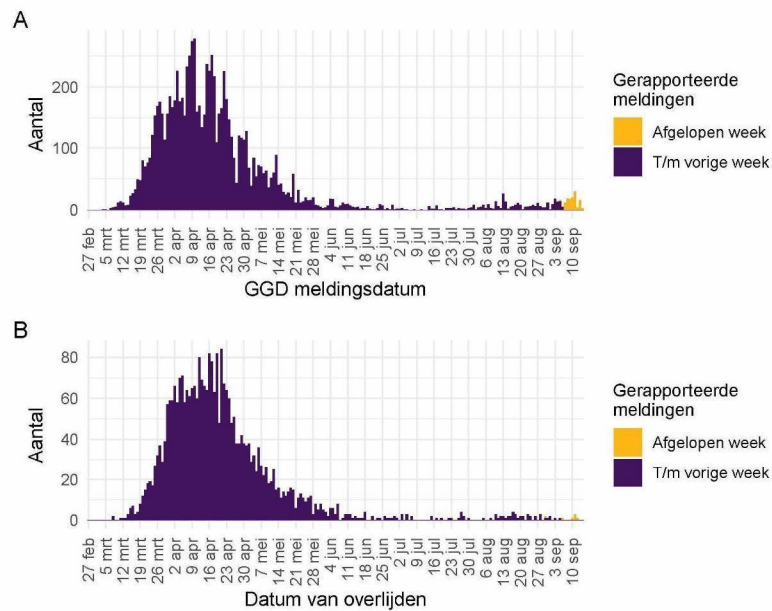 A
Aantal
200
100
0
27 feb
5 mrt
12 mrt
19 mrt
26 mrt
2 apr
9 apr
16 apr
23 apr
30 apr
7 mei
14 mei
21 mei
28 mei
4 jun
11 jun
18 jun
25 jun
2 jul
9 jul
16 jul
23 jul
30 jul
6 aug
13 aug
20 aug
27 aug
3 sep
10 sep
GGD meldingsdatum
Gerapporteerde
meldingen
Afgelopen week
T/m vorige week
B
Aantal
80
60
40
20
0
27 feb
5 mrt
12 mrt
19 mrt
26 mrt
2 apr
9 apr
16 apr
23 apr
30 apr
7 mei
14 mei
21 mei
28 mei
4 jun
11 jun
18 jun
25 jun
2 jul
9 jul
16 jul
23 jul
30 jul
6 aug
13 aug
20 aug
27 aug
3 sep
10 sep
Datum van overlijden
Gerapporteerde
meldingen
Afgelopen week
T/m vorige week